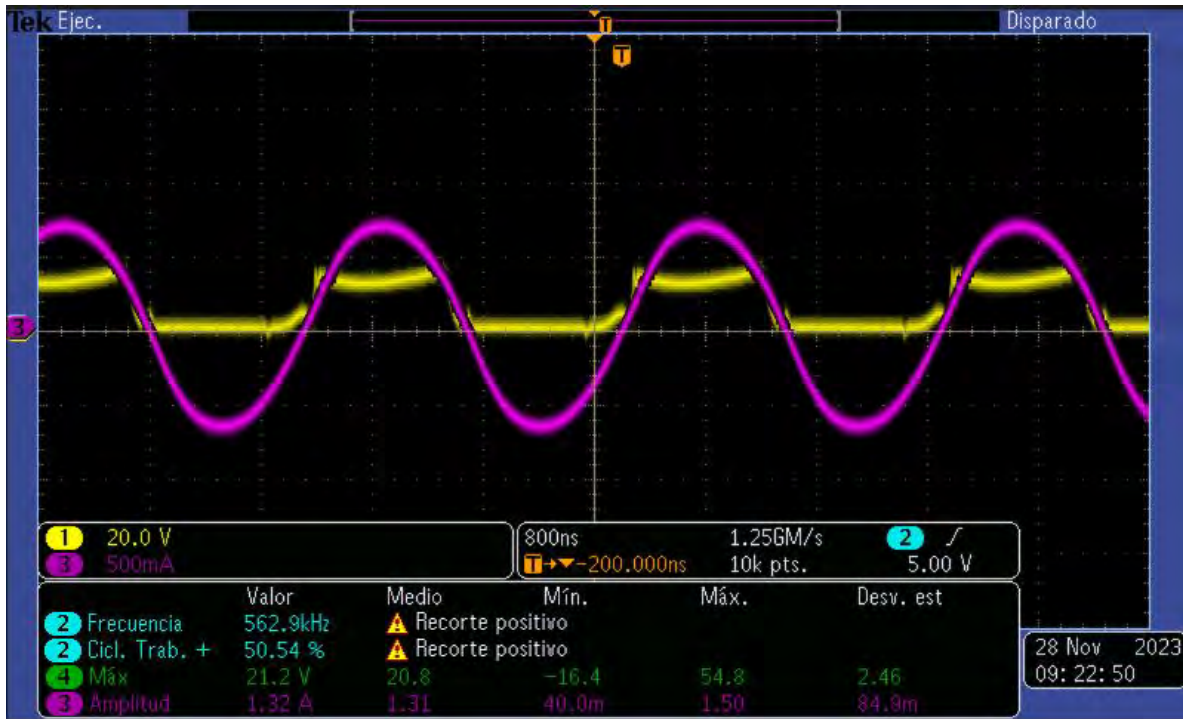 Tek Ejec. T Disparado
T
3
1 20.0 V
3 500mA
800ns 1.25GM/s 2
T→▼-200.000ns 10k pts. 5.00 V
Valor Medio Mín. Máx. Desv. est
2 Frecuencia 562.9kHz Recorte positivo
2 Cicl. Trab. + 50.54 % Recorte positivo
4 Máx 21.2 V 20.8 -16.4 54.8 2.46
3 Amplitud 1.32 A 1.31 40.0m 1.50 84.9m
28 Nov 2023
09:22:50